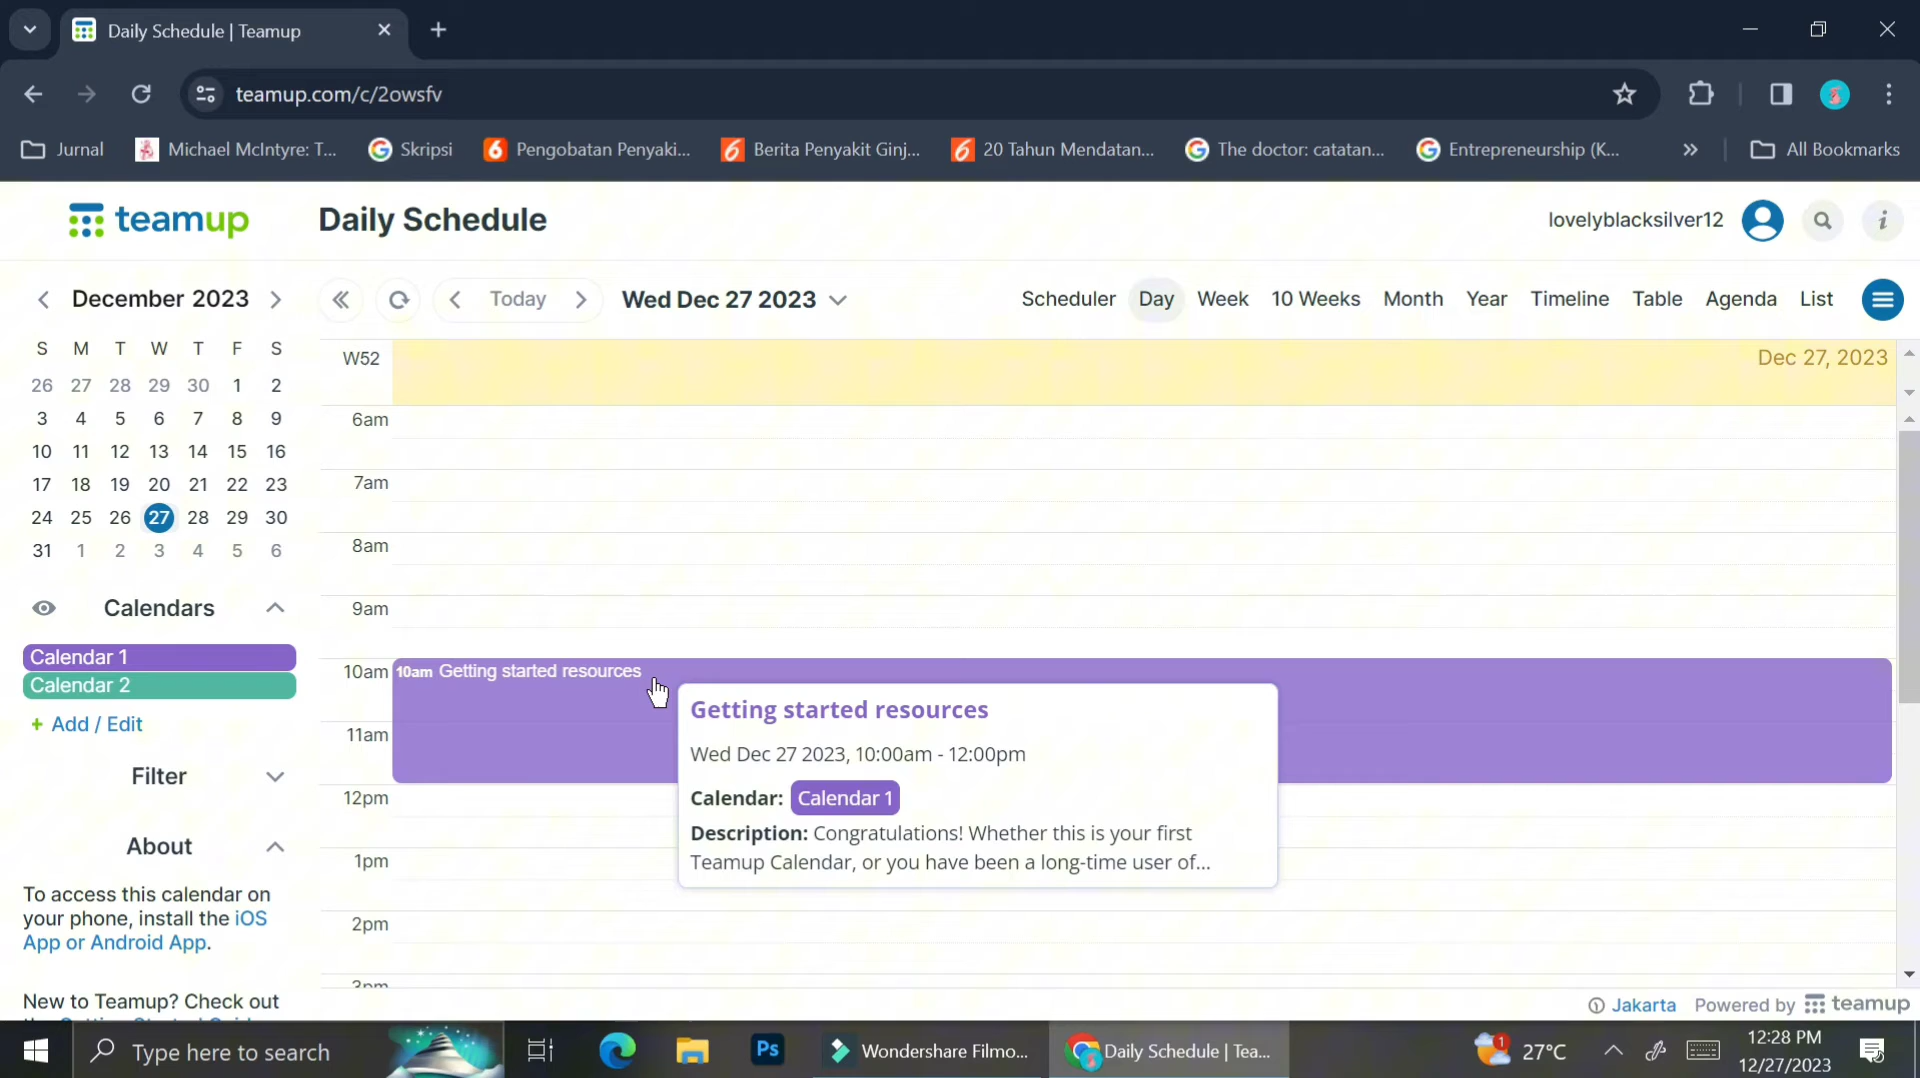 Daily Schedule | Teamup
teamup.com/c/2owsfv
Jurnal
Michael McIntyre: T...
Skripsi
Pengobatan Penyaki...
Berita Penyakit Ginj...
20 Tahun Mendatan...
The doctor: catatan...
Entrepreneurship (K...
All Bookmarks
teamup
Daily Schedule
lovelyblacksilver12
December 2023
Today
Wed Dec 27 2023
Scheduler Day Week 10 Weeks Month Year Timeline Table Agenda List
S M T W T F S
26 27 28 29 30 1 2
3 4 5 6 7 8 9
10 11 12 13 14 15 16
17 18 19 20 21 22 23
24 25 26 27 28 29 30
31 1 2 3 4 5 6
Calendars
Calendar 1
Calendar 2
+ Add / Edit
Filter
About
To access this calendar on
your phone, install the iOS
App or Android App.
New to Teamup? Check out
W52
Dec 27, 2023
6am
7am
8am
9am
10am
10am Getting started resources
11am
12pm
1pm
2pm
3pm
Getting started resources
Wed Dec 27 2023, 10:00am - 12:00pm
Calendar: Calendar 1
Description: Congratulations! Whether this is your first
Teamup Calendar, or you have been a long-time user of...
Jakarta
Powered by teamup
Type here to search
Ps
Wondershare Filmo...
Daily Schedule | Tea...
1
27°C
12:28 PM
12/27/2023